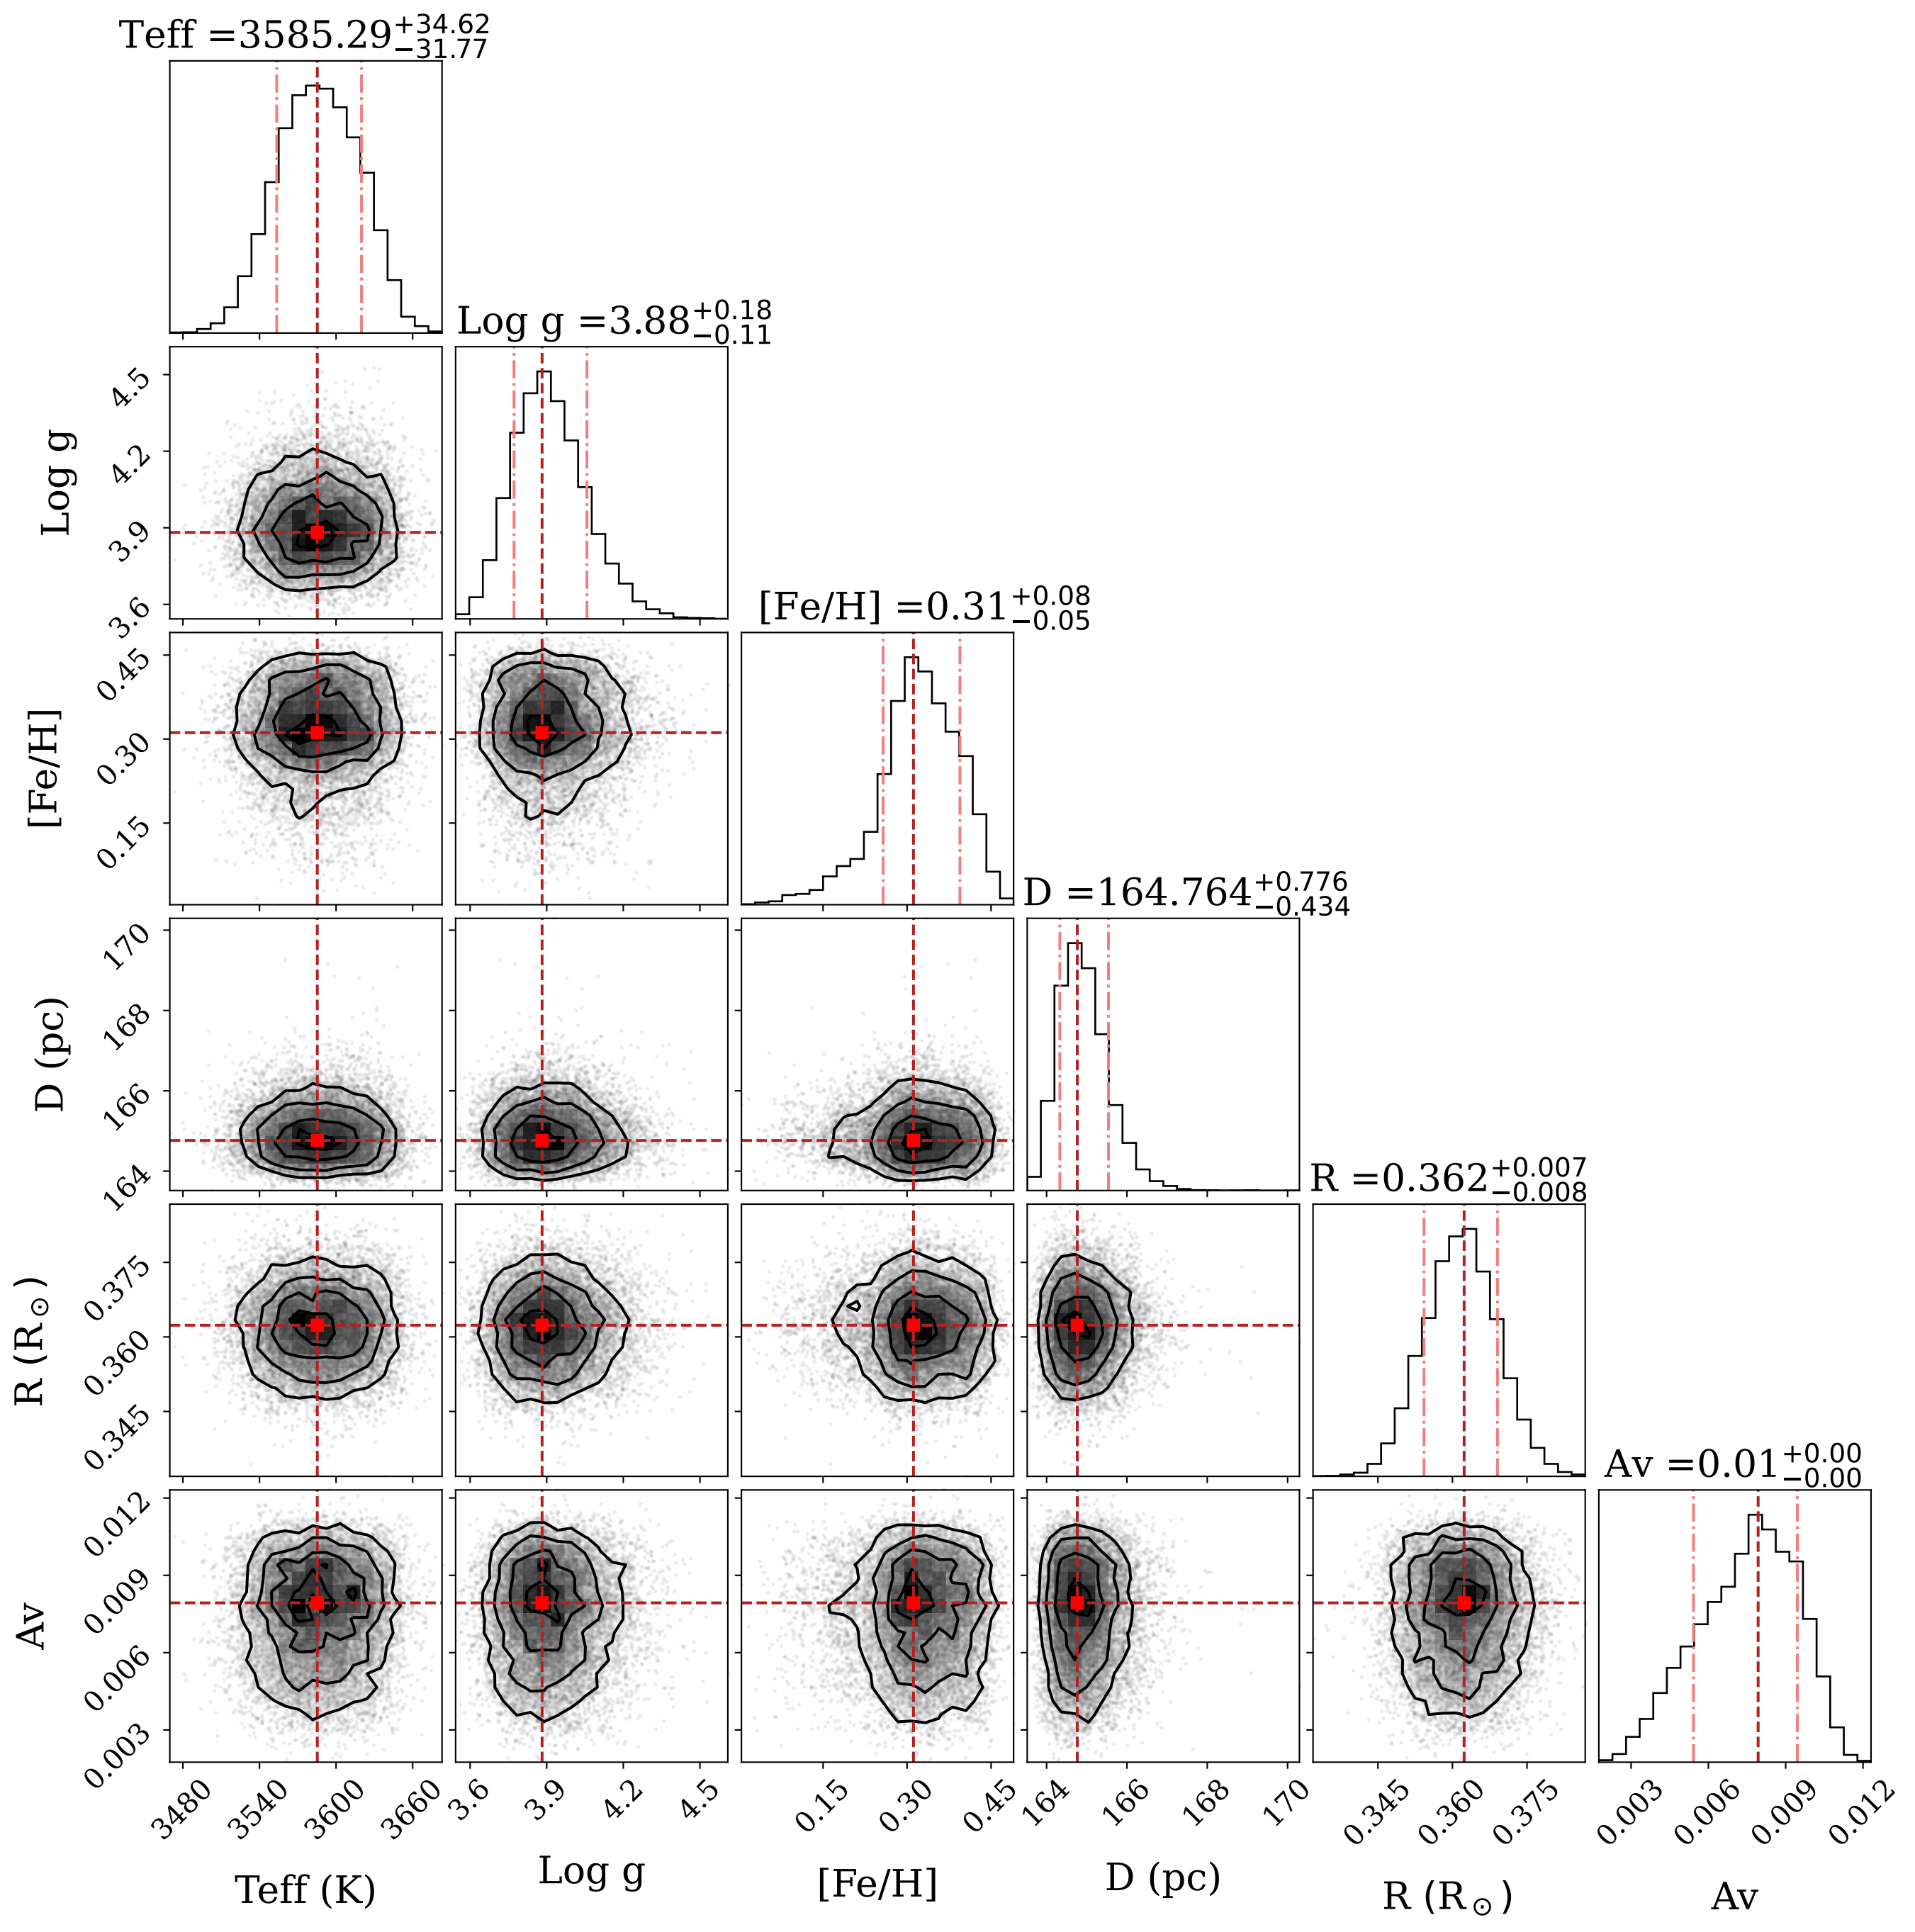 Teff =3585.29+34.62−31.77
Log g =3.88+0.18−0.11
4.5
4.2
3.9
3.6
Log g
[Fe/H] =0.31+0.08−0.05
0.45
0.30
0.15
[Fe/H]
D =164.764+0.776−0.434
170
168
166
164
D (pc)
R =0.362+0.007−0.008
0.375
0.360
0.345
R (R⊙)
Av =0.01+0.00−0.00
0.012
0.009
0.006
0.003
Av
3480 3540 3600 3660 3.6 3.9 4.2 4.5 0.15 0.30 0.45 164 166 168 170 0.345 0.360 0.375 0.003 0.006 0.009 0.012
Teff (K) Log g [Fe/H] D (pc) R (R⊙) Av